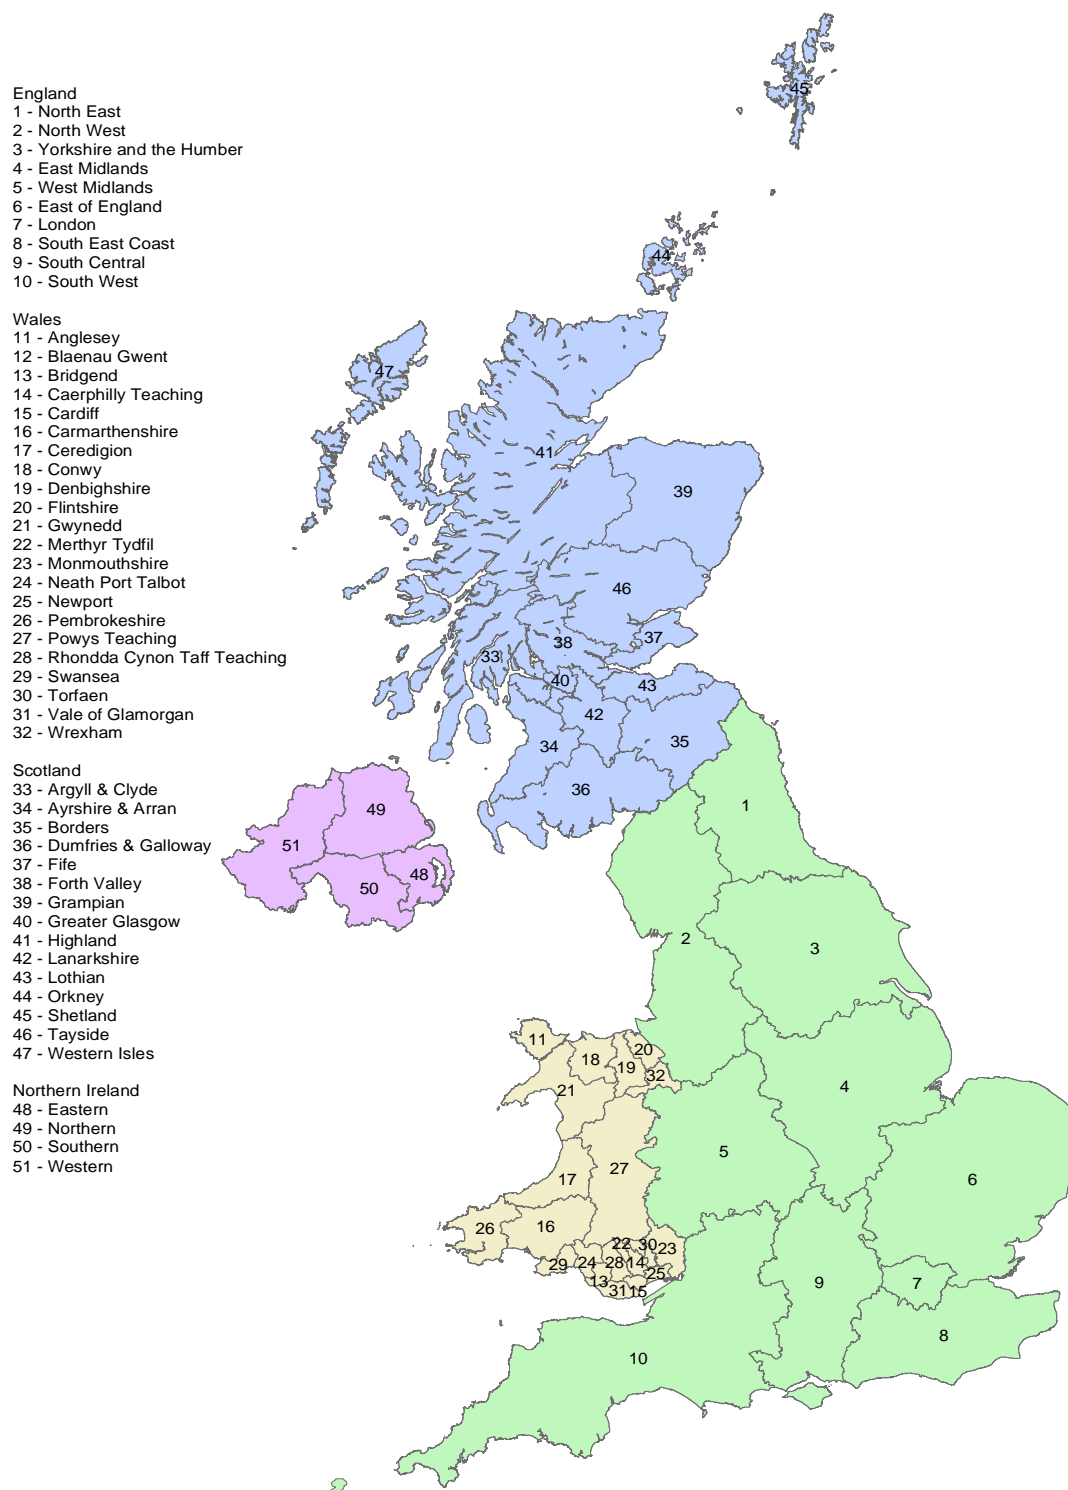 England
1 - North East
2 - North West
3 - Yorkshire and the Humber
4 - East Midlands
5 - West Midlands
6 - East of England
7 - London
8 - South East Coast
9 - South Central
10 - South West
Wales
11 - Anglesey
12 - Blaenau Gwent
13 - Bridgend
14 - Caerphilly Teaching
15 - Cardiff
16 - Carmarthenshire
17 - Ceredigion
18 - Conwy
19 - Denbighshire
20 - Flintshire
21 - Gwynedd
22 - Merthyr Tydfil
23 - Monmouthshire
24 - Neath Port Talbot
25 - Newport
26 - Pembrokeshire
27 - Powys Teaching
28 - Rhondda Cynon Taff Teaching
29 - Swansea
30 - Torfaen
31 - Vale of Glamorgan
32 - Wrexham
Scotland
33 - Argyll & Clyde
34 - Ayrshire & Arran
35 - Borders
36 - Dumfries & Galloway
37 - Fife
38 - Forth Valley
39 - Grampian
40 - Greater Glasgow
41 - Highland
42 - Lanarkshire
43 - Lothian
44 - Orkney
45 - Shetland
46 - Tayside
47 - Western Isles
Northern Ireland
48 - Eastern
49 - Northern
50 - Southern
51 - Western
45
44
47
41
39
46
37
38
33
40
43
42
35
34
36
1
49
51
48
50
2
3
11
20
18
19
32
21
4
5
27
17
6
26
16
22
30
23
29
24
28
14
25
13
31
15
9
7
8
10